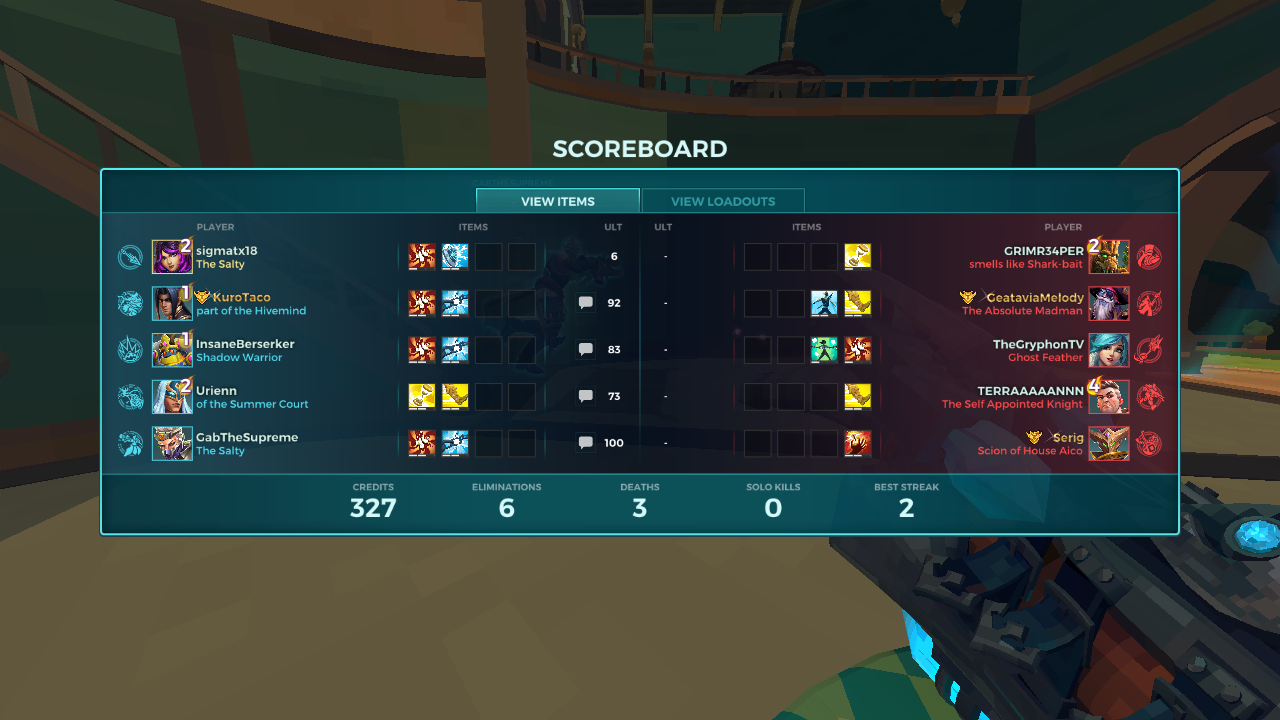 SCOREBOARD
VIEW ITEMS VIEW LOADOUTS
PLAYER ITEMS ULT ULT ITEMS PLAYER
2 sigmatx18 6 - GRIMR34PER 2
The Salty smells like Shark-bait
1 KuroTaco 92 - CeataviaMelody
part of the Hivemind The Absolute Madman
1 InsaneBerserker 83 - TheGryphonTV
Shadow Warrior Ghost Feather
2 Urienn 73 - TERRAAAAANNN 4
of the Summer Court The Self Appointed Knight
GabTheSupreme 100 - Serig
The Salty Scion of House Aico
CREDITS ELIMINATIONS DEATHS SOLO KILLS BEST STREAK
327 6 3 0 2